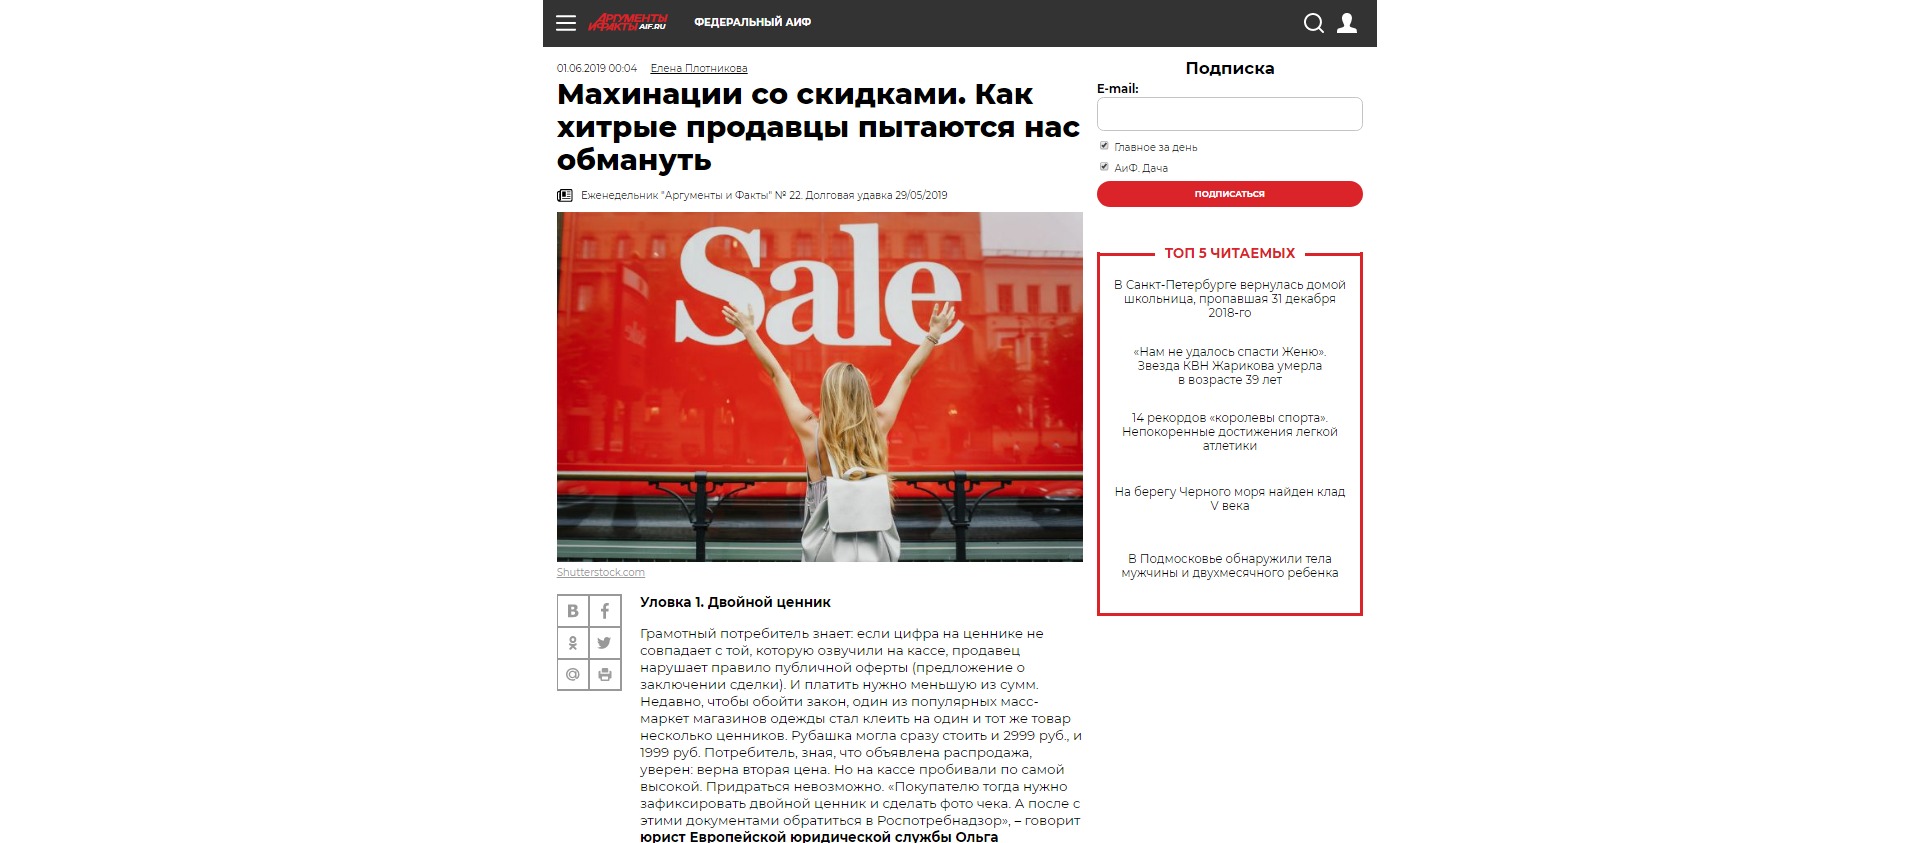 АРГУМЕНТЫ
И ФАКТЫ AIF.RU
ФЕДЕРАЛЬНЫЙ АИФ
01.06.2019 00:04 Елена Плотникова
Махинации со скидками. Как
хитрые продавцы пытаются нас
обмануть
Еженедельник "Аргументы и Факты" № 22. Долговая удавка 29/05/2019
Sale
Shutterstock.com
Уловка 1. Двойной ценник
Грамотный потребитель знает: если цифра на ценнике не
совпадает с той, которую озвучили на кассе, продавец
нарушает правило публичной оферты (предложение о
заключении сделки). И платить нужно меньшую из сумм.
Недавно, чтобы обойти закон, один из популярных масс-
маркет магазинов одежды стал клеить на один и тот же товар
несколько ценников. Рубашка могла сразу стоить и 2999 руб., и
1999 руб. Потребитель, зная, что объявлена распродажа,
уверен: верна вторая цена. Но на кассе пробивали по самой
высокой. Придраться невозможно. «Покупателю тогда нужно
зафиксировать двойной ценник и сделать фото чека. А после с
этими документами обратиться в Роспотребнадзор», – говорит
юрист Европейской юридической службы Ольга
Подписка
E-mail:
Главное за день
АиФ. Дача
ПОДПИСАТЬСЯ
ТОП 5 ЧИТАЕМЫХ
В Санкт-Петербурге вернулась домой
школьница, пропавшая 31 декабря
2018-го
«Нам не удалось спасти Женю».
Звезда КВН Жарикова умерла
в возрасте 39 лет
14 рекордов «королевы спорта».
Непокоренные достижения легкой
атлетики
На берегу Черного моря найден клад
V века
В Подмосковье обнаружили тела
мужчины и двухмесячного ребенка